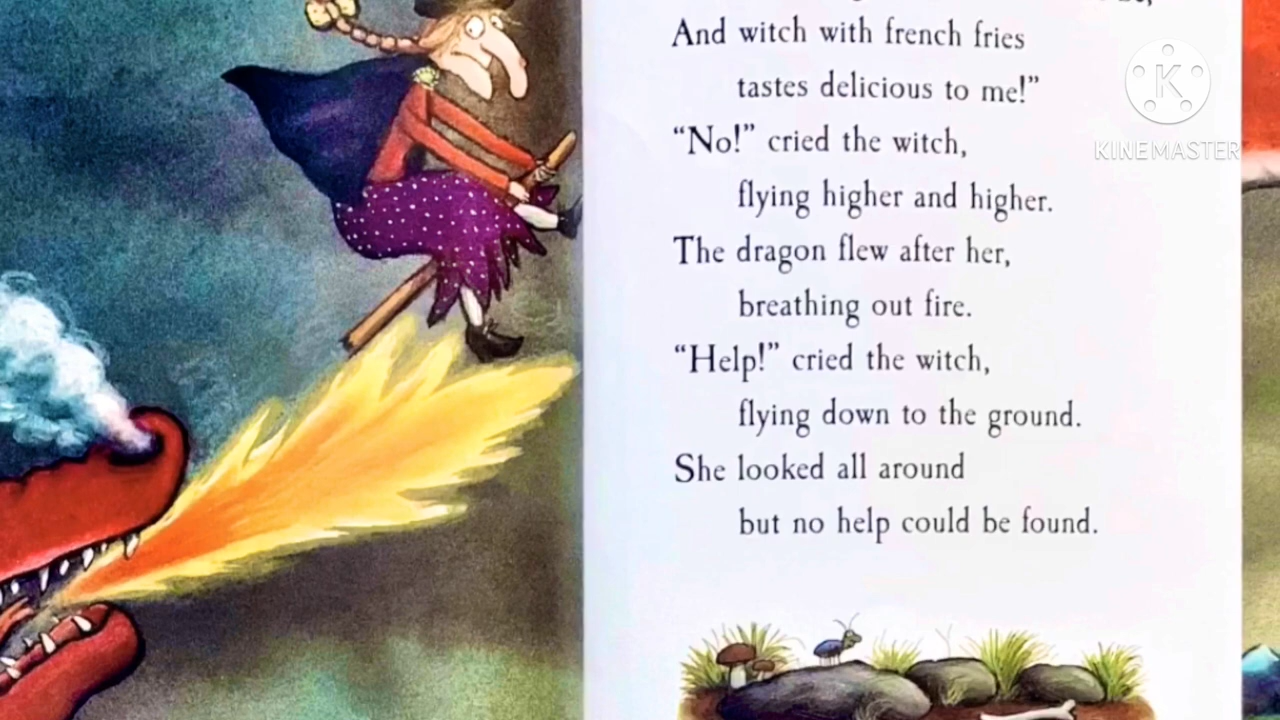 And witch with french fries
tastes delicious to me!”
“No!” cried the witch,
flying higher and higher.
The dragon flew after her,
breathing out fire.
“Help!” cried the witch,
flying down to the ground.
She looked all around
but no help could be found.
K
KINEMASTER